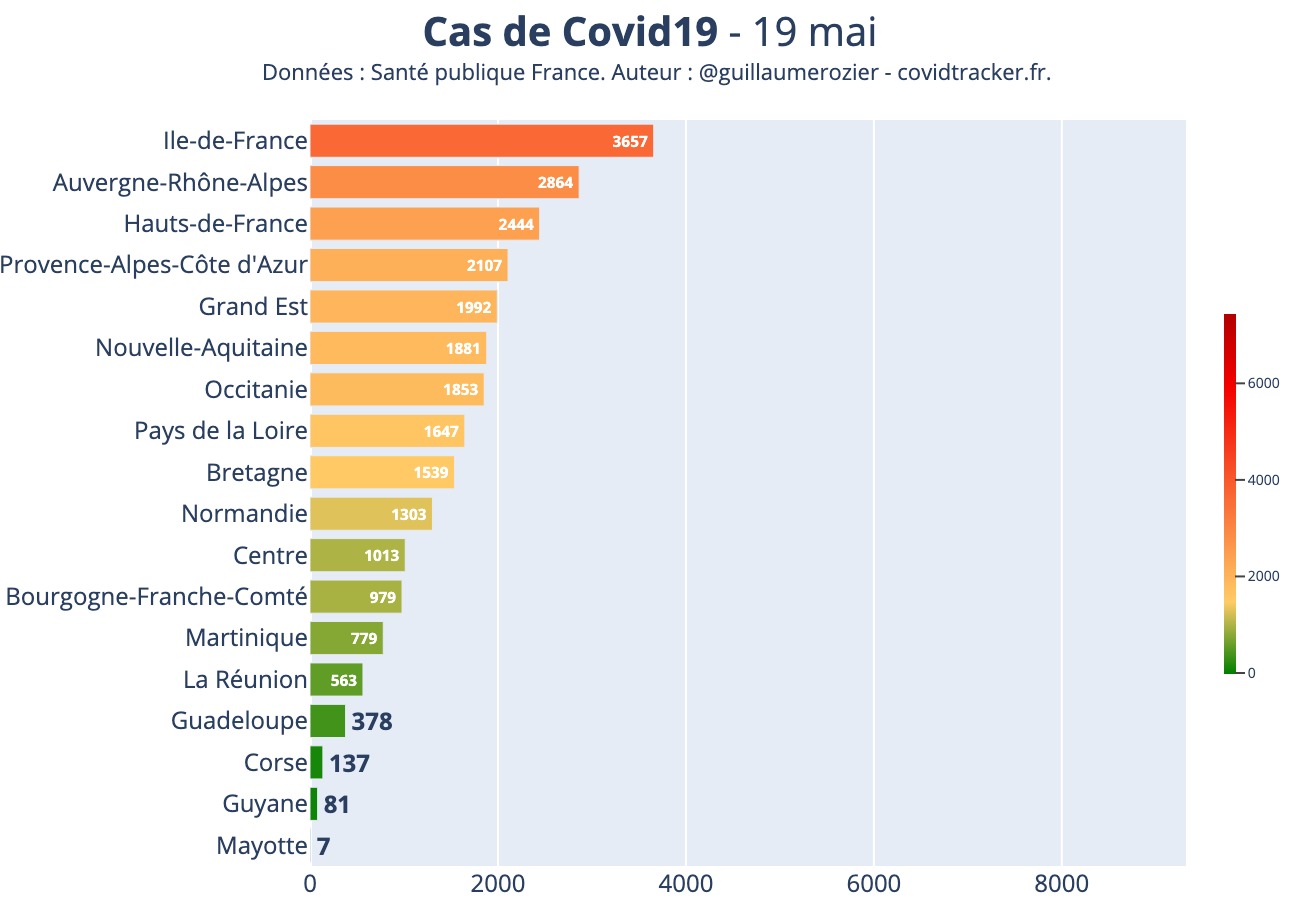 Cas de Covid19 - 19 mai
Données : Santé publique France. Auteur : @guillaumerozier - covidtracker.fr.
Ile-de-France 3657
Auvergne-Rhône-Alpes 2864
Hauts-de-France 2444
Provence-Alpes-Côte d'Azur 2107
Grand Est 1992
Nouvelle-Aquitaine 1881
Occitanie 1853
Pays de la Loire 1647
Bretagne 1539
Normandie 1303
Centre 1013
Bourgogne-Franche-Comté 979
Martinique 779
La Réunion 563
Guadeloupe 378
Corse 137
Guyane 81
Mayotte 7
0 2000 4000 6000 8000
6000
4000
2000
0